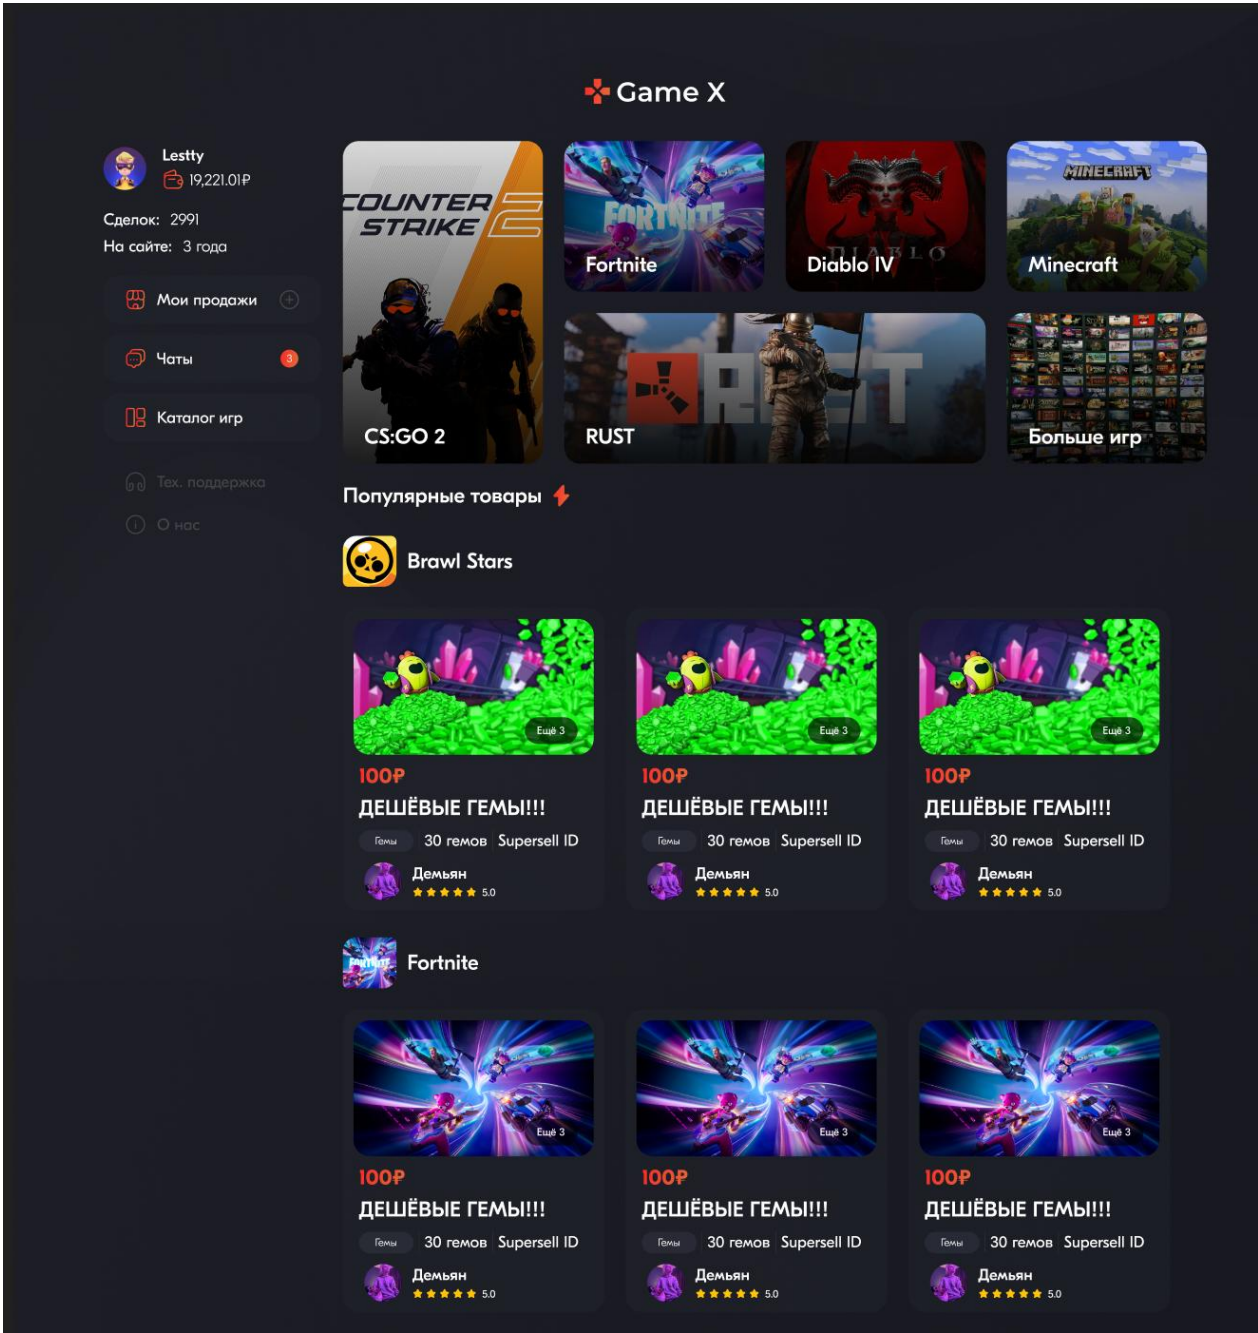 Game X
Lestty
19,221.01₽
Сделок: 2991
На сайте: 3 года
Мои продажи
Чаты 3
Каталог игр
Тех. поддержка
О нас
COUNTER
STRIKE 2
CS:GO 2
FORTNITE
Fortnite
DIABLO
Diablo IV
MINECRAFT
Minecraft
RUST
RUST
Больше игр
Популярные товары
Brawl Stars
Ещё 3
Ещё 3
Ещё 3
100₽
100₽
100₽
ДЕШЁВЫЕ ГЕМЫ!!!
ДЕШЁВЫЕ ГЕМЫ!!!
ДЕШЁВЫЕ ГЕМЫ!!!
Гемы 30 гемов Supersell ID
Гемы 30 гемов Supersell ID
Гемы 30 гемов Supersell ID
Демьян
5.0
Демьян
5.0
Демьян
5.0
FORTNITE
Fortnite
Ещё 3
Ещё 3
Ещё 3
100₽
100₽
100₽
ДЕШЁВЫЕ ГЕМЫ!!!
ДЕШЁВЫЕ ГЕМЫ!!!
ДЕШЁВЫЕ ГЕМЫ!!!
Гемы 30 гемов Supersell ID
Гемы 30 гемов Supersell ID
Гемы 30 гемов Supersell ID
Демьян
5.0
Демьян
5.0
Демьян
5.0